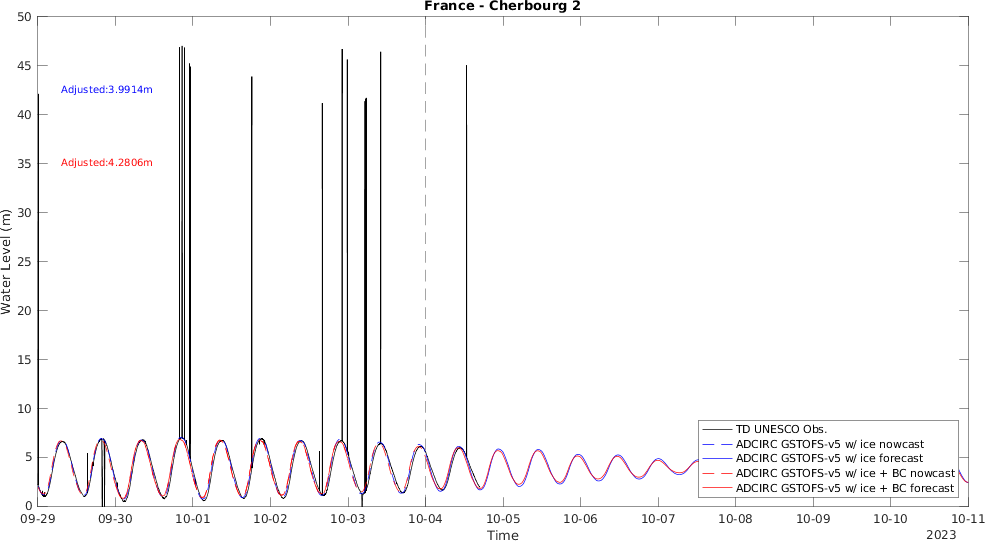 France - Cherbourg 2
50
45
40
35
30
25
20
15
10
5
0
Water Level (m)
Adjusted:3.9914m
Adjusted:4.2806m
TD UNESCO Obs.
ADCIRC GSTOFS-v5 w/ ice nowcast
ADCIRC GSTOFS-v5 w/ ice forecast
ADCIRC GSTOFS-v5 w/ ice + BC nowcast
ADCIRC GSTOFS-v5 w/ ice + BC forecast
09-29 09-30 10-01 10-02 10-03 10-04 10-05 10-06 10-07 10-08 10-09 10-10 10-11
Time
2023